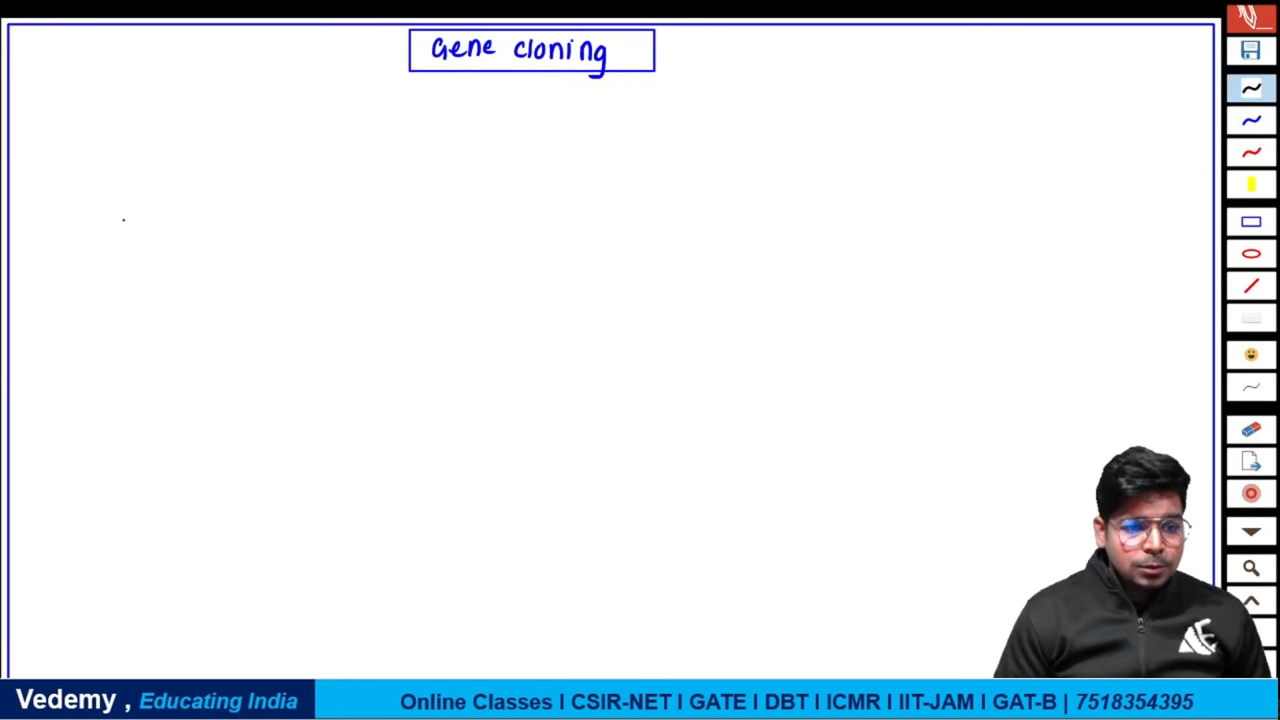 Gene cloning
Vedemy , Educating India
Online Classes I CSIR-NET I GATE I DBT I ICMR I IIT-JAM I GAT-B | 7518354395